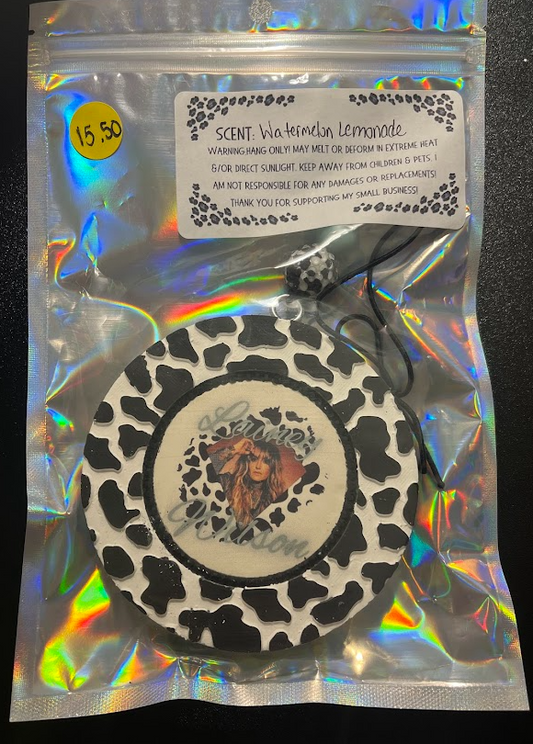 15.50
SCENT: Watermelon Lemonade
WARNING:HANG ONLY! MAY MELT OR DEFORM IN EXTREME HEAT
&/OR DIRECT SUNLIGHT. KEEP AWAY FROM CHILDREN & PETS. I
AM NOT RESPONSIBLE FOR ANY DAMAGES OR REPLACEMENTS!
THANK YOU FOR SUPPORTING MY SMALL BUSINESS!
Lainey
Wilson